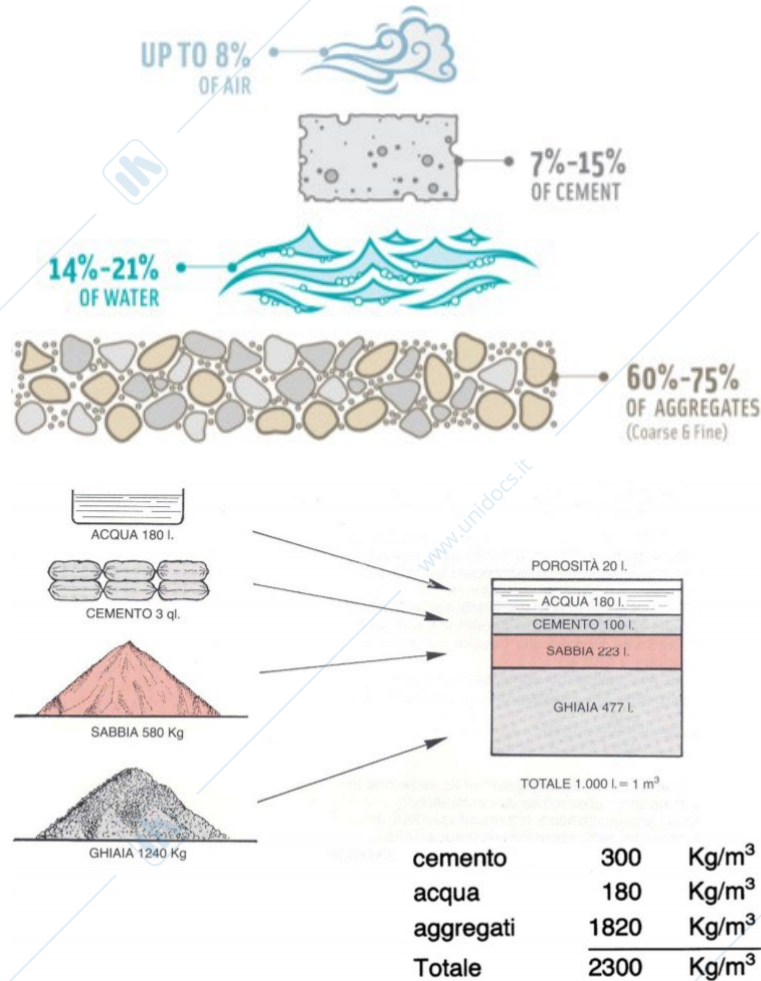 UP TO 8%
OF AIR
7%-15%
OF CEMENT
14%-21%
OF WATER
60%-75%
OF AGGREGATES
(Coarse & Fine)
www.unidocs.it
ACQUA 180 l.
CEMENTO 3 ql.
SABBIA 580 Kg
GHIAIA 1240 Kg
POROSITÀ 20 l.
ACQUA 180 l.
CEMENTO 100 l.
SABBIA 223 l.
GHIAIA 477 l.
TOTALE 1.000 l. = 1 m³
cemento 300 Kg/m³
acqua 180 Kg/m³
aggregati 1820 Kg/m³
Totale 2300 Kg/m³